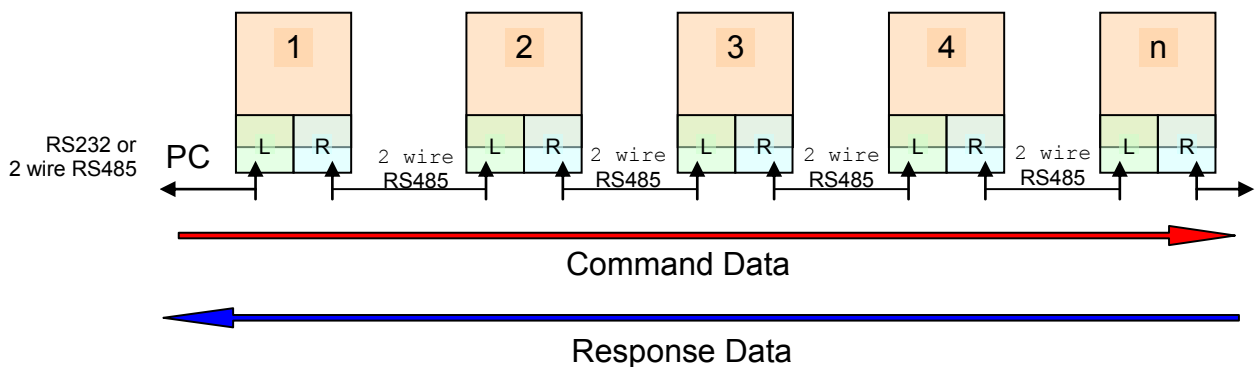 1
2
3
4
n
L
R
L
R
L
R
L
R
L
R
RS232 or
2 wire RS485
PC
2 wire
RS485
2 wire
RS485
2 wire
RS485
2 wire
RS485
Command Data
Response Data